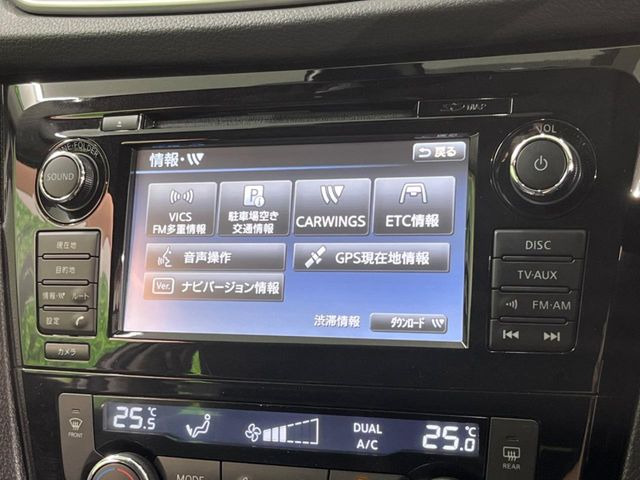 MAP
TUNE·FOLDER
SOUND
VOL
情報・
戻る
VICS
FM多重情報
駐車場空き
交通情報
CARWINGS
ETC情報
音声操作
GPS現在地情報
Ver.
ナビバージョン情報
渋滞情報
ダウンロード
現在地
目的地
情報・
ルート
設定
カメラ
DISC
TV·AUX
FM·AM
FRONT
25.5
°C
DUAL
A/C
25.0
°C
REAR
MODE